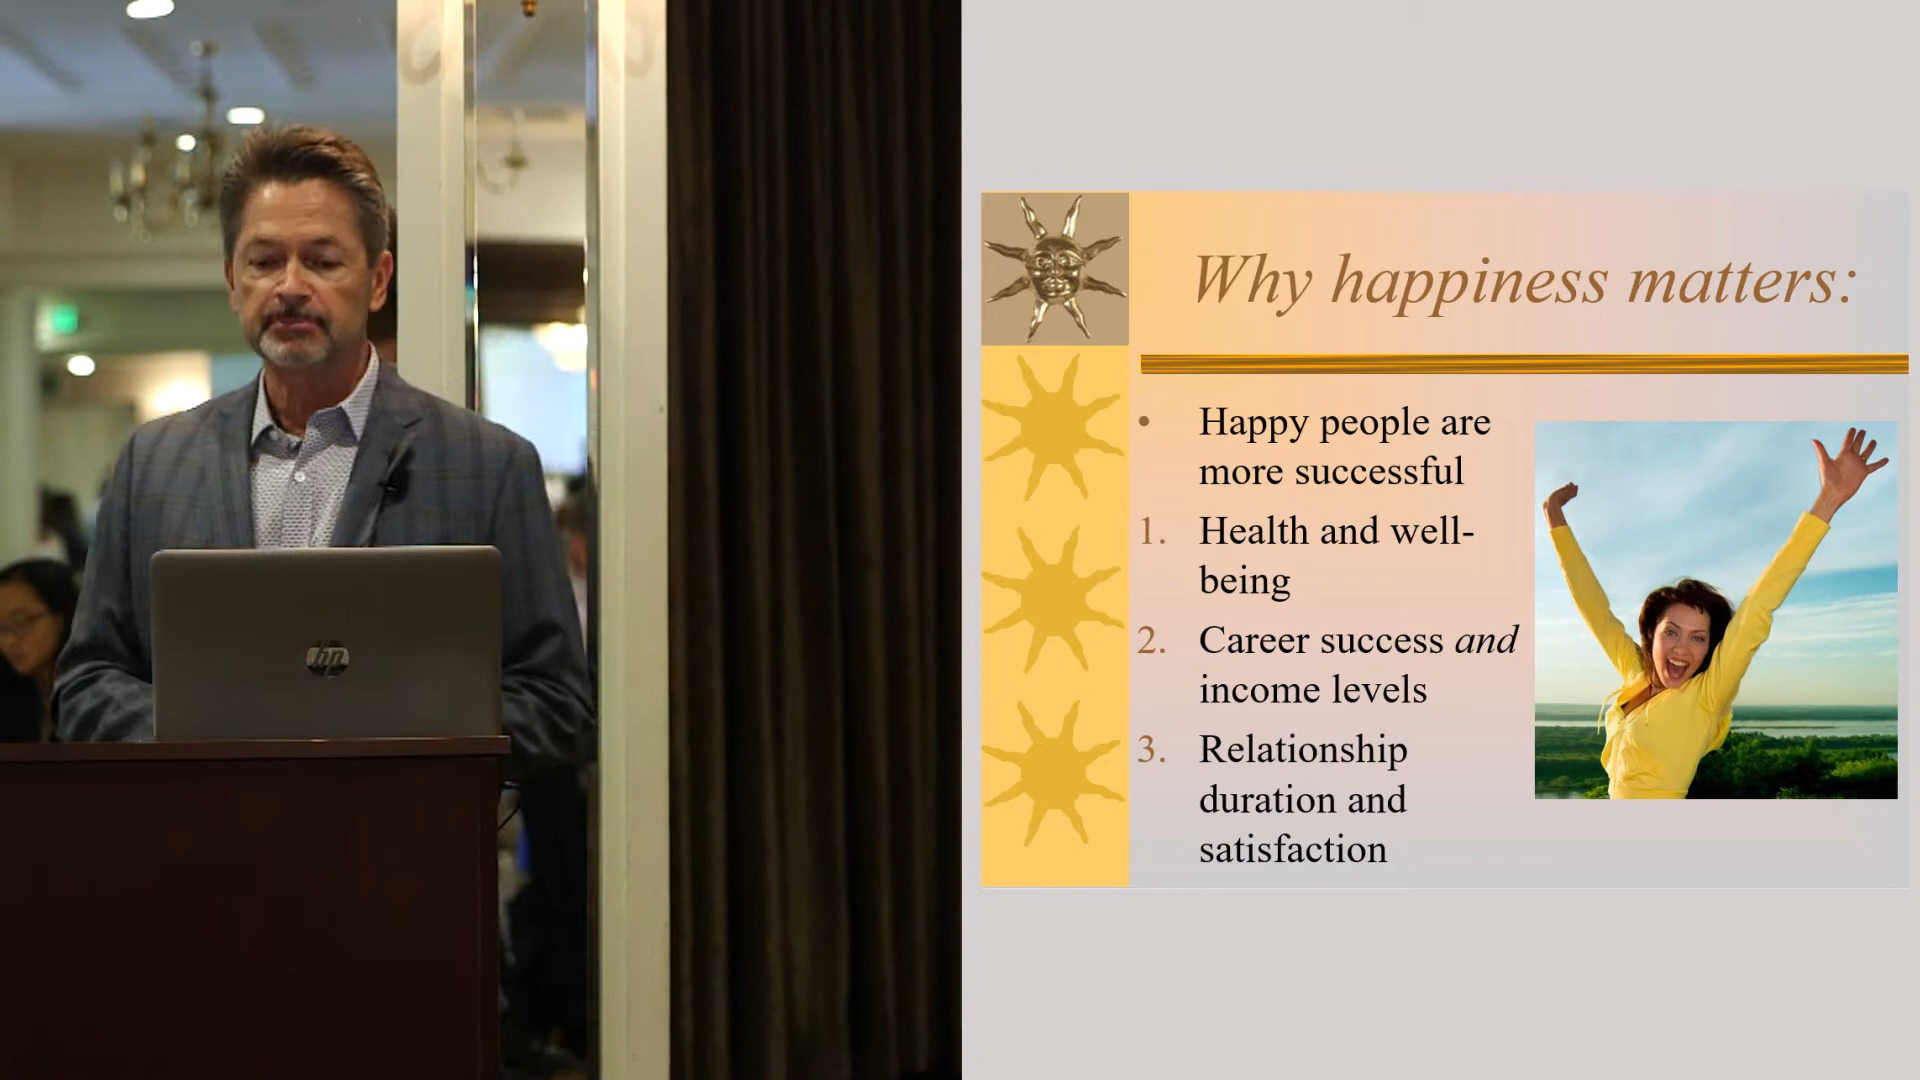 hp
Why happiness matters:
• Happy people are
more successful
1. Health and well-
being
2. Career success and
income levels
3. Relationship
duration and
satisfaction